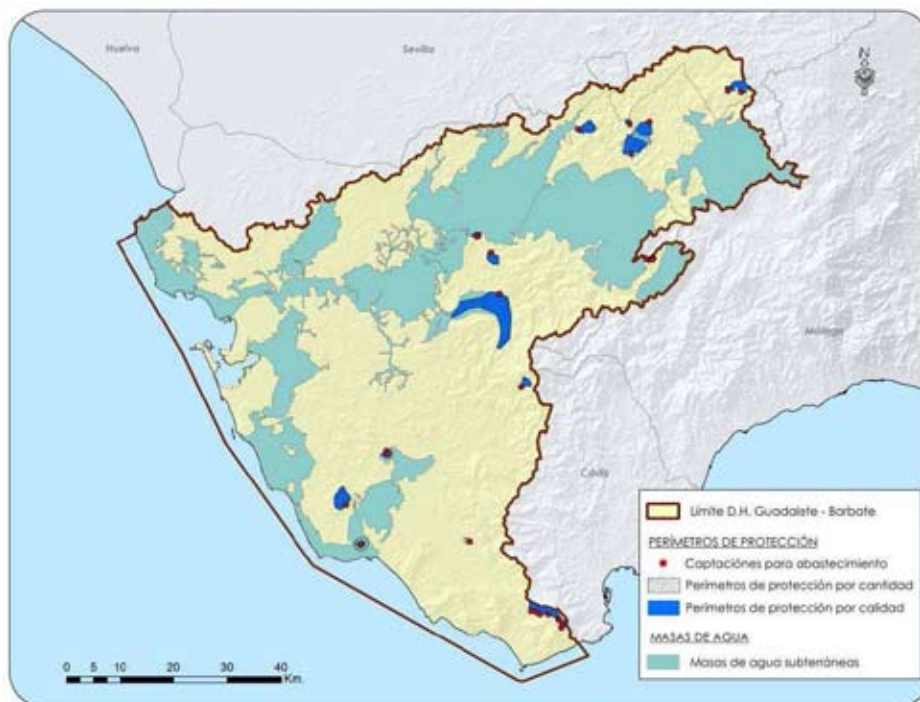 Huelva
Sevilla
N
Málaga
Cádiz
Límite D.H. Guadalete - Barbate
PERÍMETROS DE PROTECCIÓN
Captaciónes para abastecimiento
Perímetros de protección por cantidad
Perímetros de protección por calidad
MASAS DE AGUA
Masas de agua subterráneas
0 5 10 20 30 40
Km.